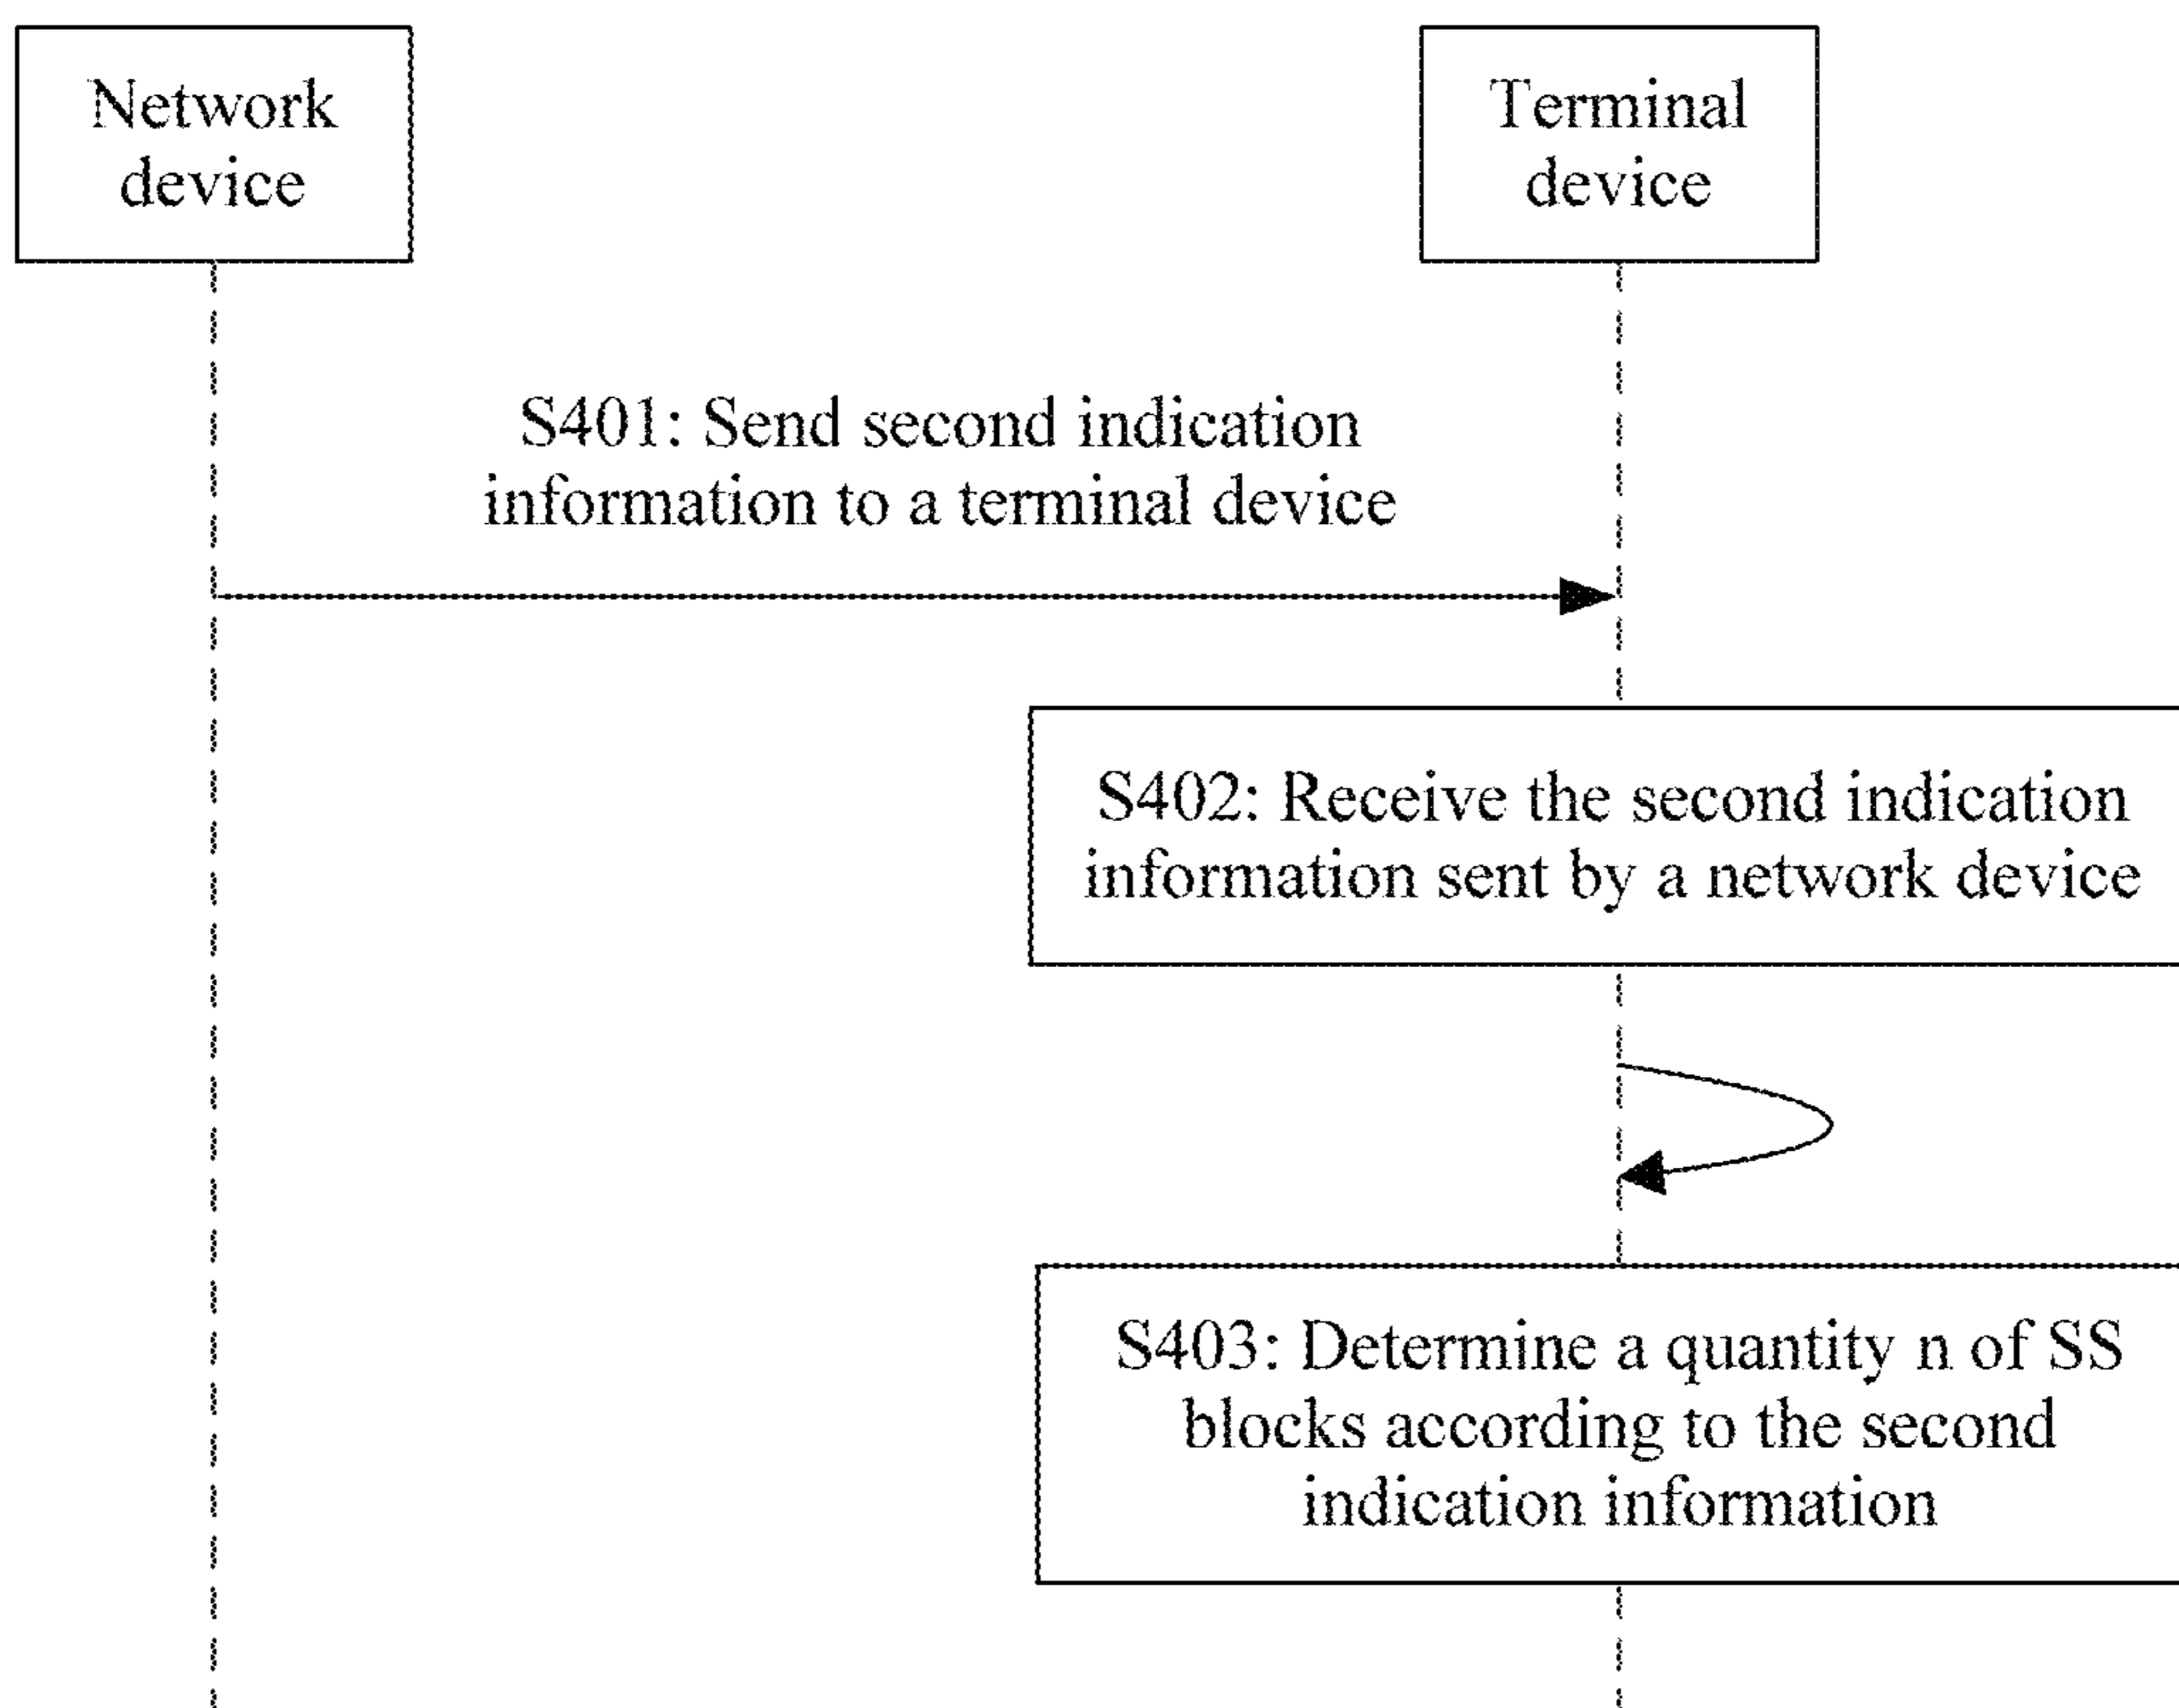 Network
device
Terminal
device
S401: Send second indication
information to a terminal device
S402: Receive the second indication
information sent by a network device
S403: Determine a quantity n of SS
blocks according to the second
indication information